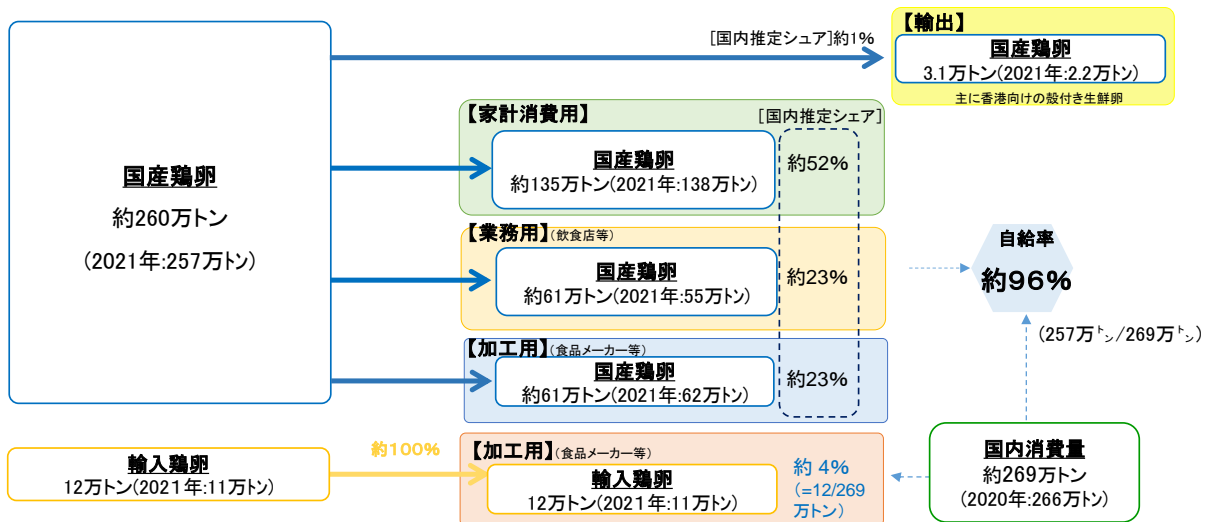 国産鶏卵
約260万トン
(2021年:257万トン)
[国内推定シェア]約1%
【輸出】
国産鶏卵
3.1万トン(2021年:2.2万トン)
主に香港向けの殻付き生鮮卵
【家計消費用】
[国内推定シェア]
国産鶏卵
約135万トン(2021年:138万トン)
約52%
【業務用】(飲食店等)
国産鶏卵
約61万トン(2021年:55万トン)
約23%
【加工用】(食品メーカー等)
国産鶏卵
約61万トン(2021年:62万トン)
約23%
自給率
約96%
(257万トン/269万トン)
輸入鶏卵
12万トン(2021年:11万トン)
約100%
【加工用】(食品メーカー等)
輸入鶏卵
12万トン(2021年:11万トン)
約 4%
(=12/269
万トン)
国内消費量
約269万トン
(2020年:266万トン)